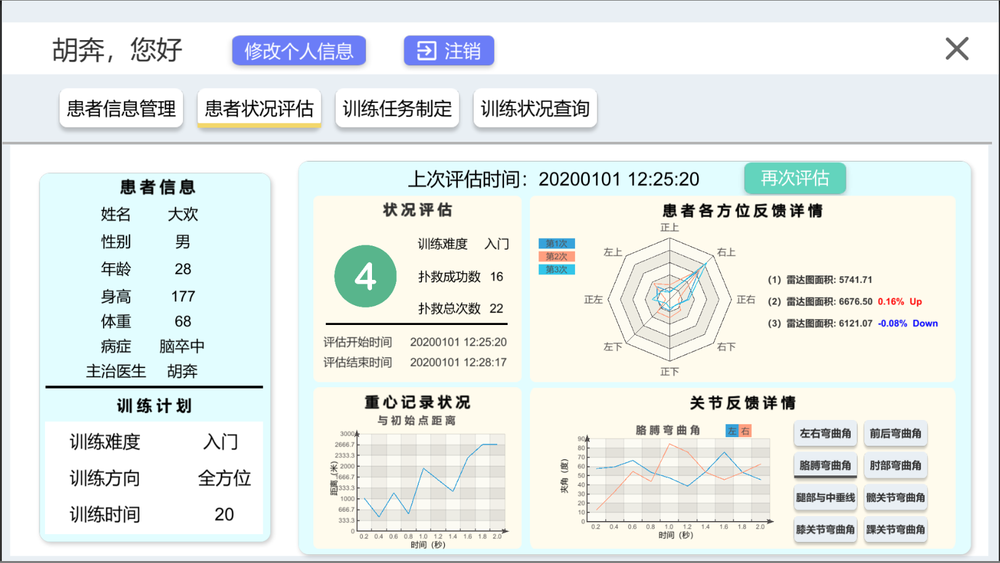 胡奔，您好
修改个人信息
注销
患者信息管理
患者状况评估
训练任务制定
训练状况查询
患者信息
姓名 大欢
性别 男
年龄 28
身高 177
体重 68
病症 脑卒中
主治医生 胡奔
训练计划
训练难度 入门
训练方向 全方位
训练时间 20
上次评估时间：20200101 12:25:20
再次评估
状况评估
4
训练难度 入门
扑救成功数 16
扑救总次数 22
评估开始时间 20200101 12:25:20
评估结束时间 20200101 12:28:17
患者各方位反馈详情
第1次
第2次
第3次
正上
右上
正右
右下
正下
左下
正左
左上
(1) 雷达图面积: 5741.71
(2) 雷达图面积: 6676.50 0.16% Up
(3) 雷达图面积: 6121.07 -0.08% Down
重心记录状况
与初始点距离
距离（米）
3000
2666.7
2333.3
2000
1666.7
1333.3
1000
666.7
333.3
0
0.2 0.4 0.6 0.8 1.0 1.2 1.4 1.6 1.8 2.0
时间（秒）
关节反馈详情
胳膊弯曲角
左 右
夹角（度）
90
80
70
60
50
40
30
20
10
0
0.2 0.4 0.6 0.8 1.0 1.2 1.4 1.6 1.8 2.0
时间（秒）
左右弯曲角 前后弯曲角
胳膊弯曲角 肘部弯曲角
腿部与中垂线 髋关节弯曲角
膝关节弯曲角 踝关节弯曲角